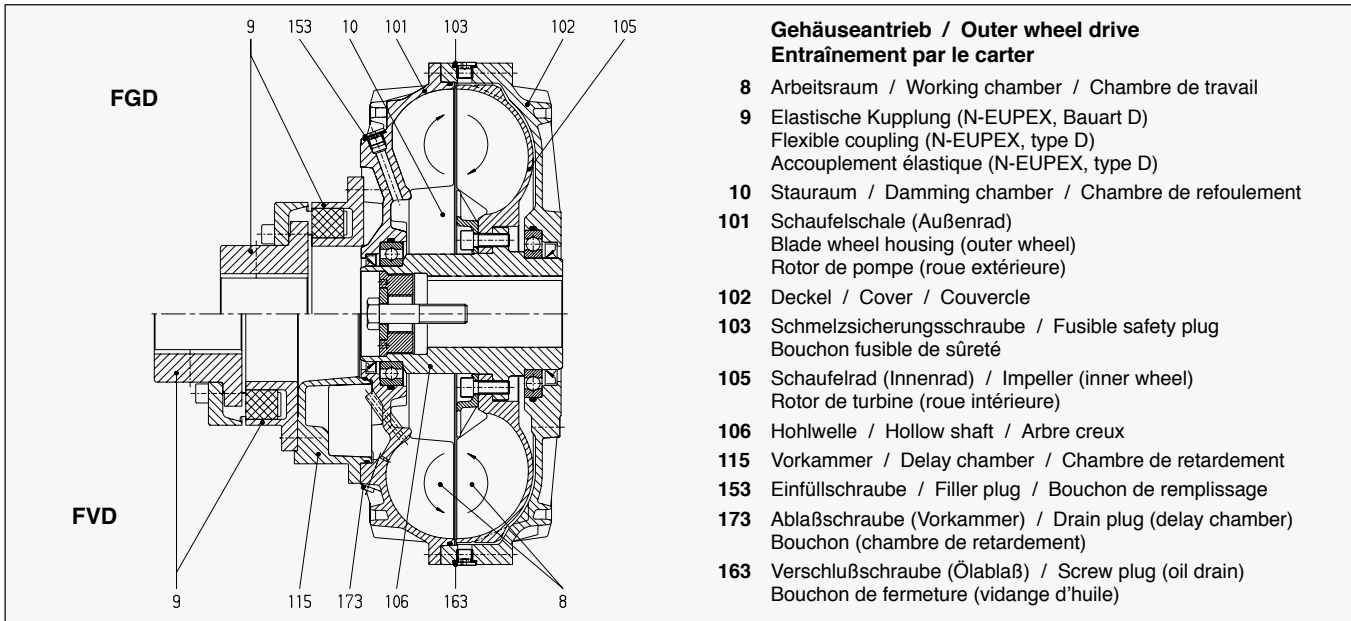 9 153 10 101 103 102 105
FGD
FVD
9 115 173 106 163 8
Gehäuseantrieb / Outer wheel drive
Entraînement par le carter
8 Arbeitsraum / Working chamber / Chambre de travail
9 Elastische Kupplung (N-EUPEX, Bauart D)
Flexible coupling (N-EUPEX, type D)
Accouplement élastique (N-EUPEX, type D)
10 Stauraum / Damming chamber / Chambre de refoulement
101 Schaufelschale (Außenrad)
Blade wheel housing (outer wheel)
Rotor de pompe (roue extérieure)
102 Deckel / Cover / Couvercle
103 Schmelzsicherungsschraube / Fusible safety plug
Bouchon fusible de sûreté
105 Schaufelrad (Innenrad) / Impeller (inner wheel)
Rotor de turbine (roue intérieure)
106 Hohlwelle / Hollow shaft / Arbre creux
115 Vorkammer / Delay chamber / Chambre de retardement
153 Einfüllschraube / Filler plug / Bouchon de remplissage
173 Ablaßschraube (Vorkammer) / Drain plug (delay chamber)
Bouchon (chambre de retardement)
163 Verschlußschraube (Ölablaß) / Screw plug (oil drain)
Bouchon de fermeture (vidange d'huile)